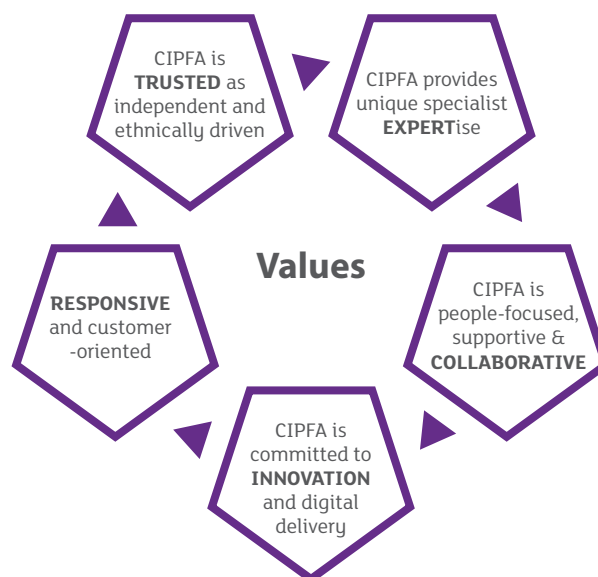 CIPFA is
TRUSTED as
independent and
ethnically driven
CIPFA provides
unique specialist
EXPERTise
Values
CIPFA is
people-focused,
supportive &
COLLABORATIVE
CIPFA is
committed to
INNOVATION
and digital
delivery
RESPONSIVE
and customer
-oriented